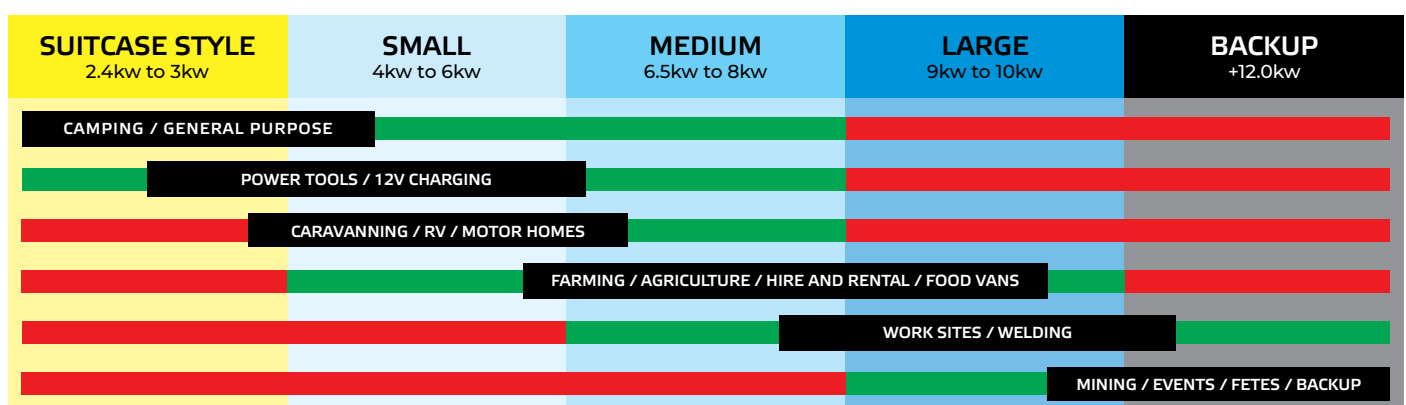 SUITCASE STYLE
2.4kw to 3kw
SMALL
4kw to 6kw
MEDIUM
6.5kw to 8kw
LARGE
9kw to 10kw
BACKUP
+12.0kw
CAMPING / GENERAL PURPOSE
POWER TOOLS / 12V CHARGING
CARAVANNING / RV / MOTOR HOMES
FARMING / AGRICULTURE / HIRE AND RENTAL / FOOD VANS
WORK SITES / WELDING
MINING / EVENTS / FETES / BACKUP